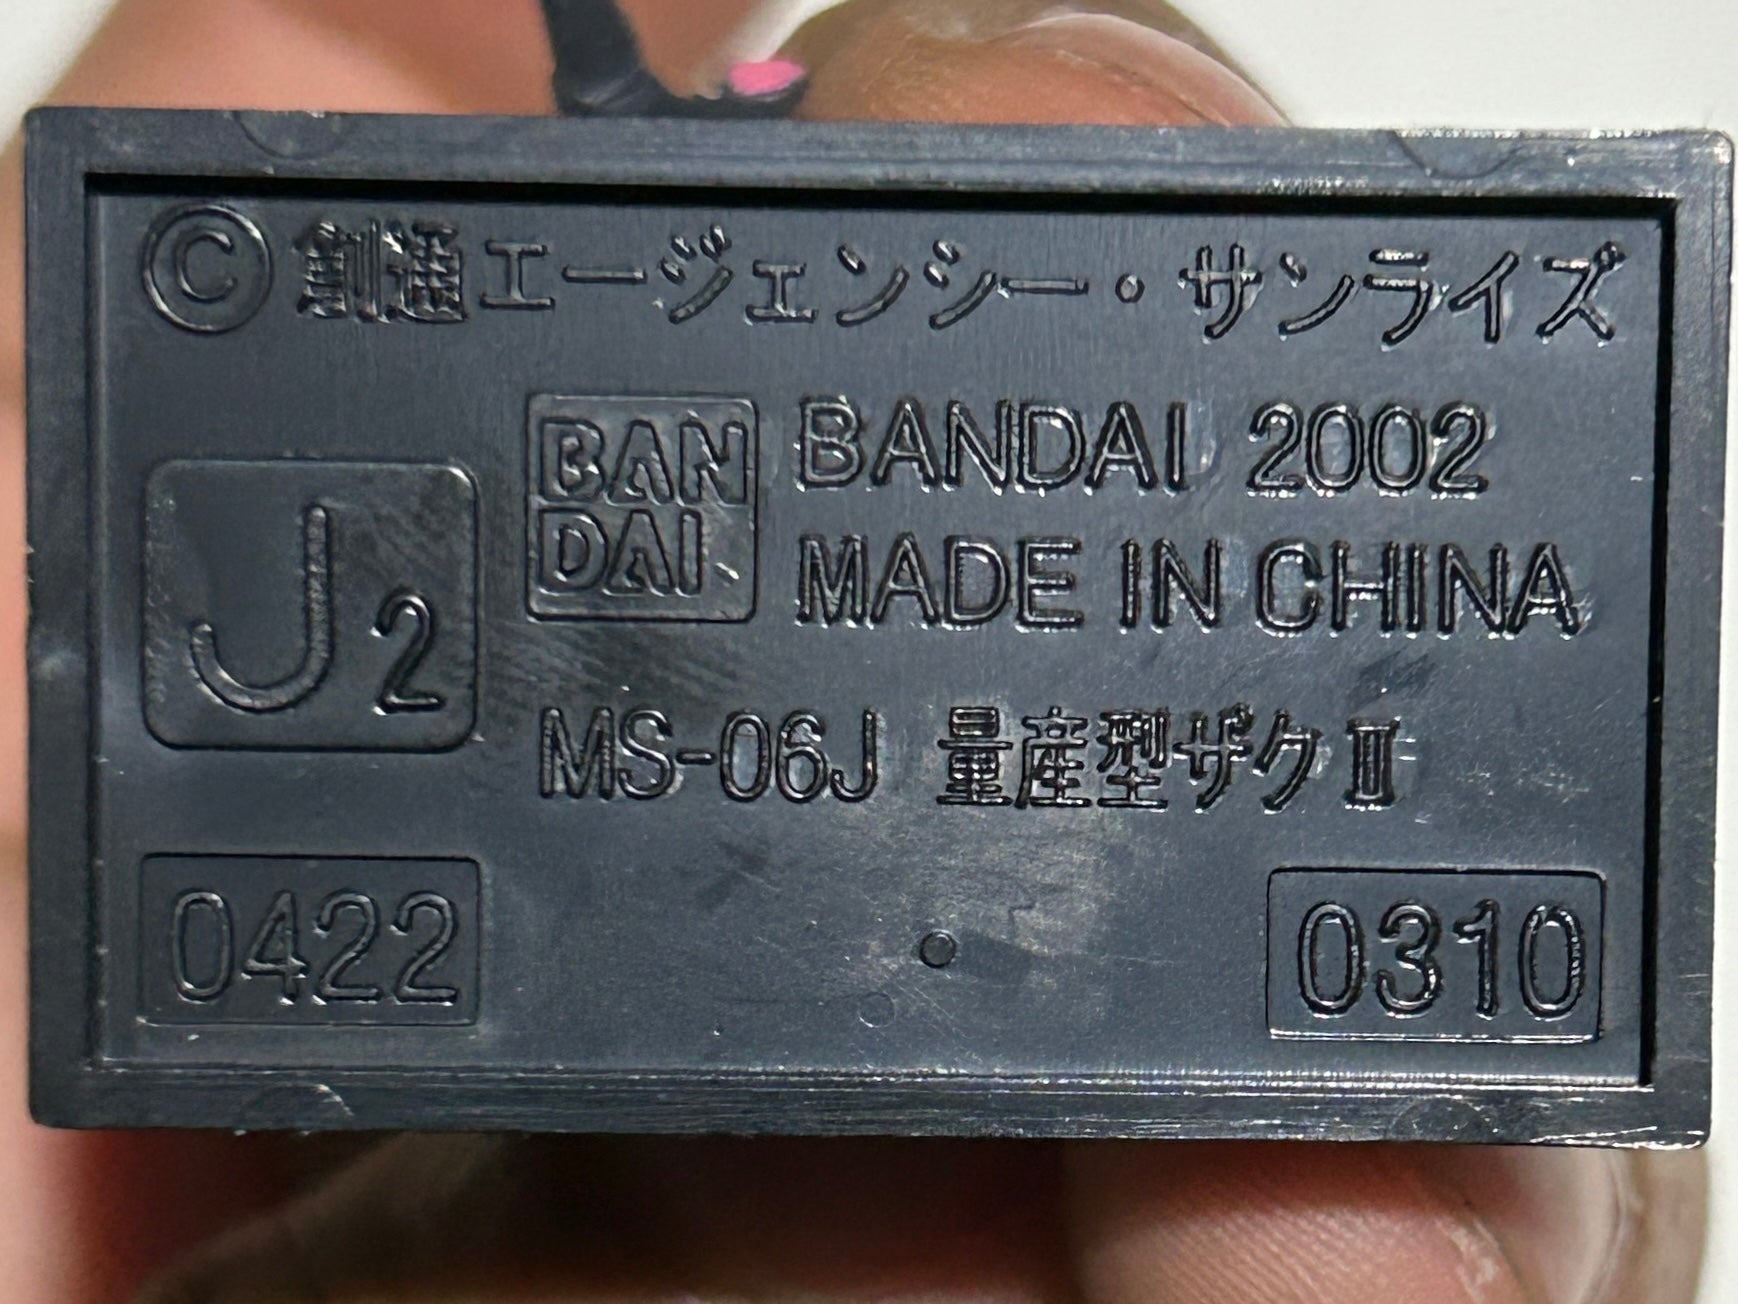 ©創通エージェンシー・サンライズ
BAN
DAI
BANDAI 2002
MADE IN CHINA
J2
MS-06J 量産型ザクⅡ
0422
0310